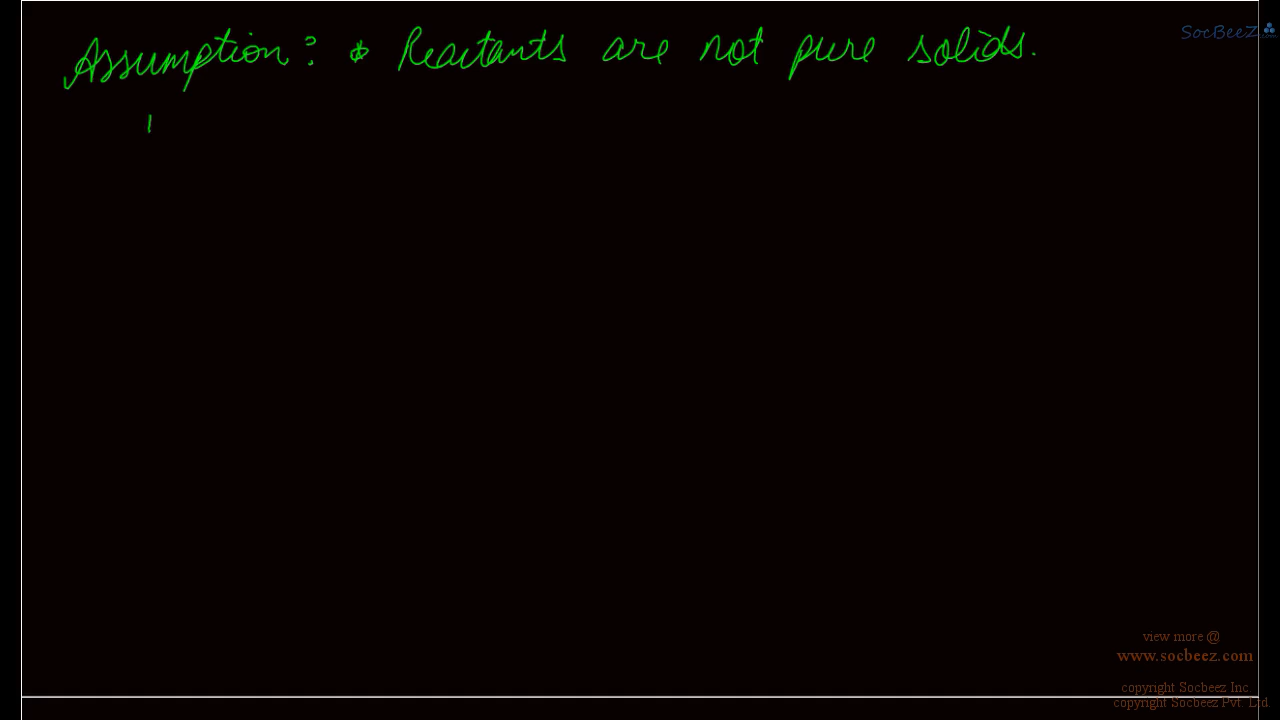 Assumption : * Reactants are not pure solids.
SocBeeZ.com
view more @
www.socbeez.com
copyright Socbeez Inc.
copyright Socbeez Pvt. Ltd.